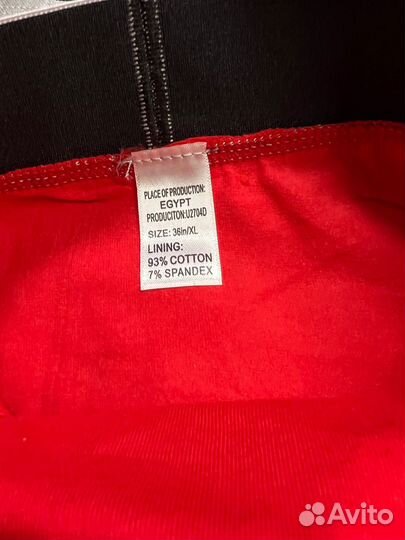 PLACE OF PRODUCTION:
EGYPT
PRODUCITON:U2704D
SIZE: 36in/XL
LINING:
93% COTTON
7% SPANDEX
Avito